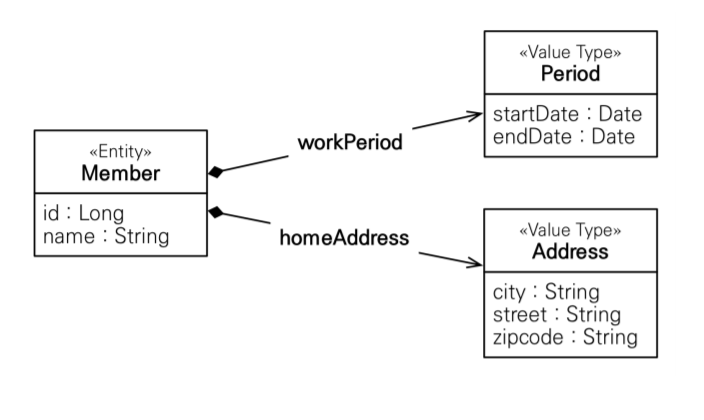 «Entity»
Member
id : Long
name : String
workPeriod
homeAddress
«Value Type»
Period
startDate : Date
endDate : Date
«Value Type»
Address
city : String
street : String
zipcode : String